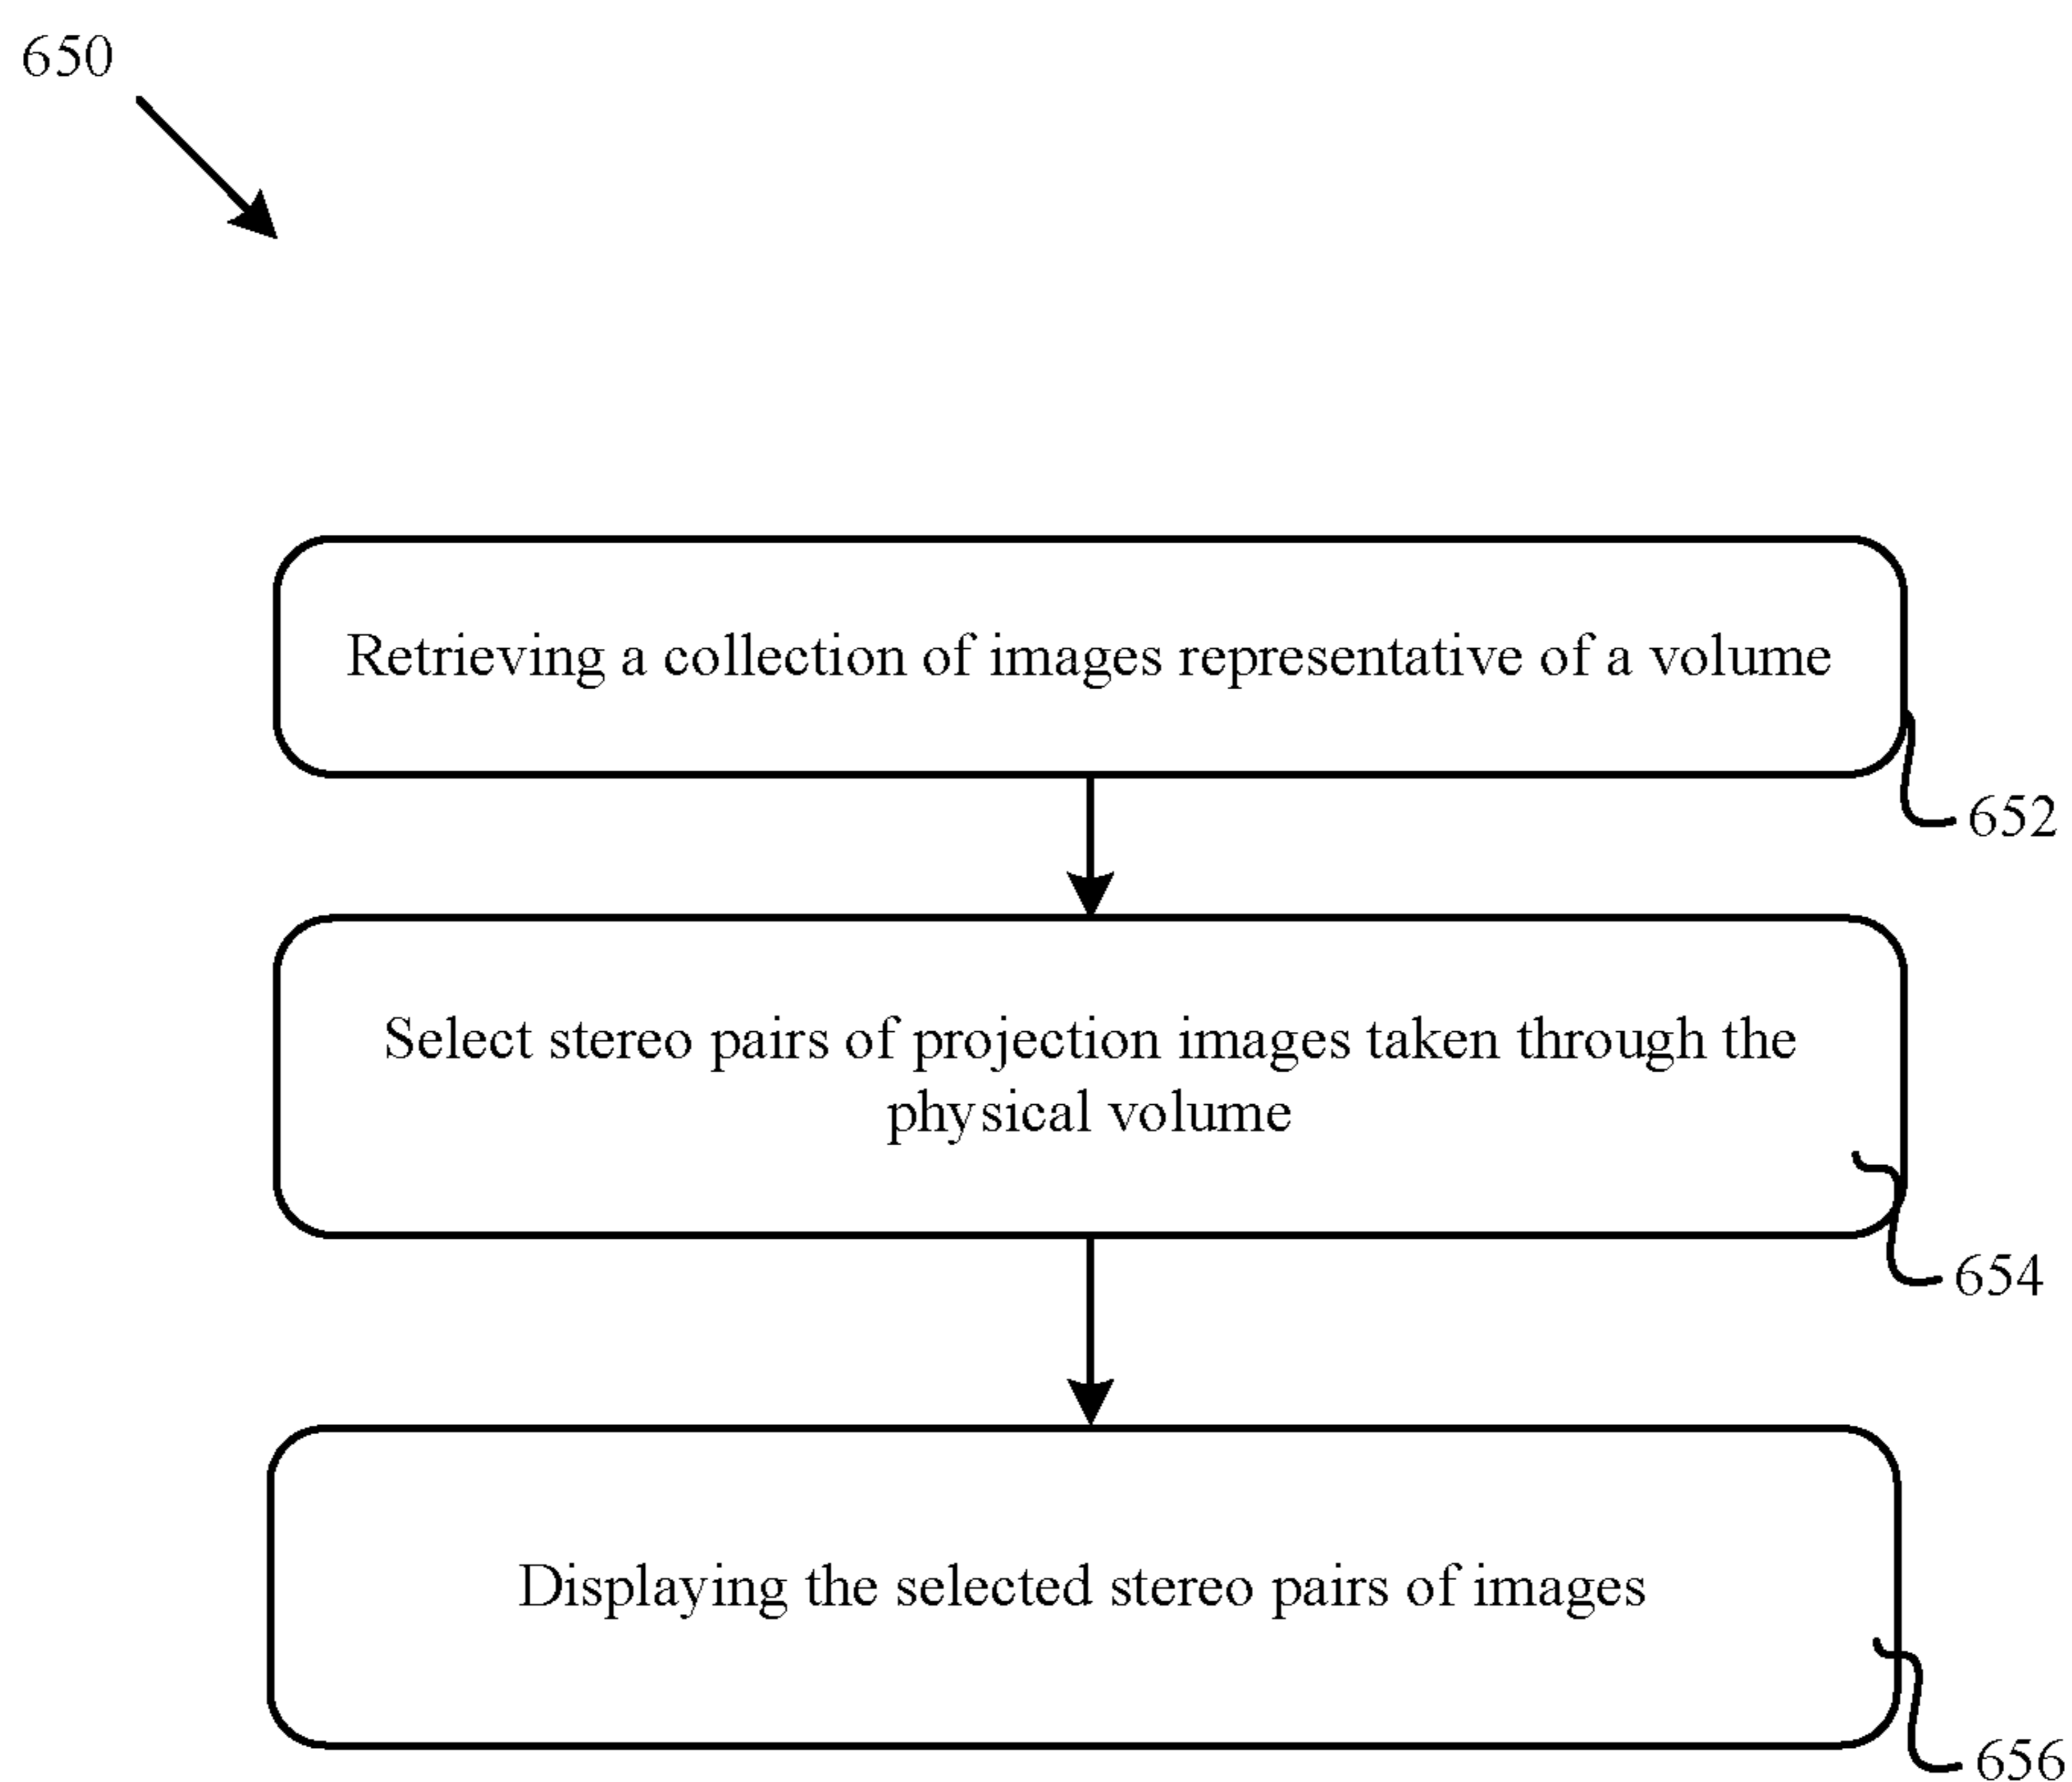 650
Retrieving a collection of images representative of a volume
652
Select stereo pairs of projection images taken through the
physical volume
654
Displaying the selected stereo pairs of images
656